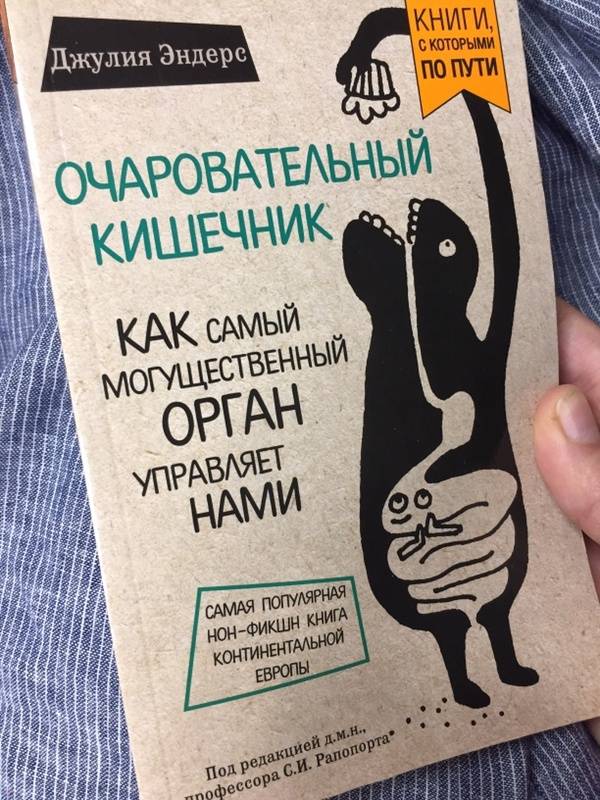 КНИГИ,
С КОТОРЫМИ
ПО ПУТИ
Джулия Эндерс
ОЧАРОВАТЕЛЬНЫЙ
КИШЕЧНИК
КАК САМЫЙ
МОГУЩЕСТВЕННЫЙ
ОРГАН
УПРАВЛЯЕТ
НАМИ
САМАЯ ПОПУЛЯРНАЯ
НОН-ФИКШН КНИГА
КОНТИНЕНТАЛЬНОЙ
ЕВРОПЫ
Под редакцией д.м.н.,
профессора С.И. Рапопорта